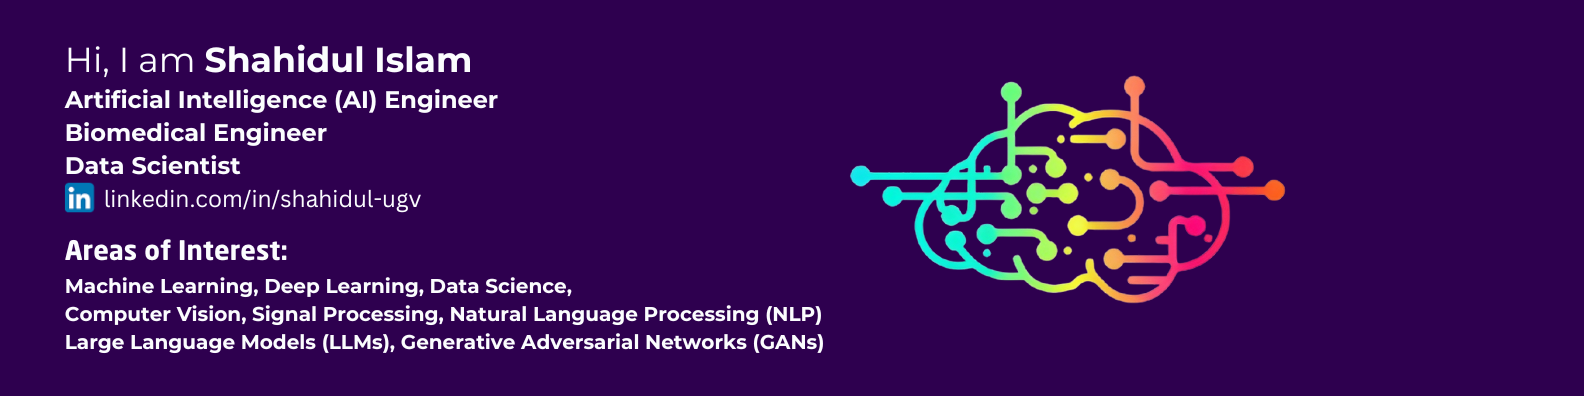 Hi, I am Shahidul Islam
Artificial Intelligence (AI) Engineer
Biomedical Engineer
Data Scientist
in linkedin.com/in/shahidul-ugv
Areas of Interest:
Machine Learning, Deep Learning, Data Science,
Computer Vision, Signal Processing, Natural Language Processing (NLP)
Large Language Models (LLMs), Generative Adversarial Networks (GANs)